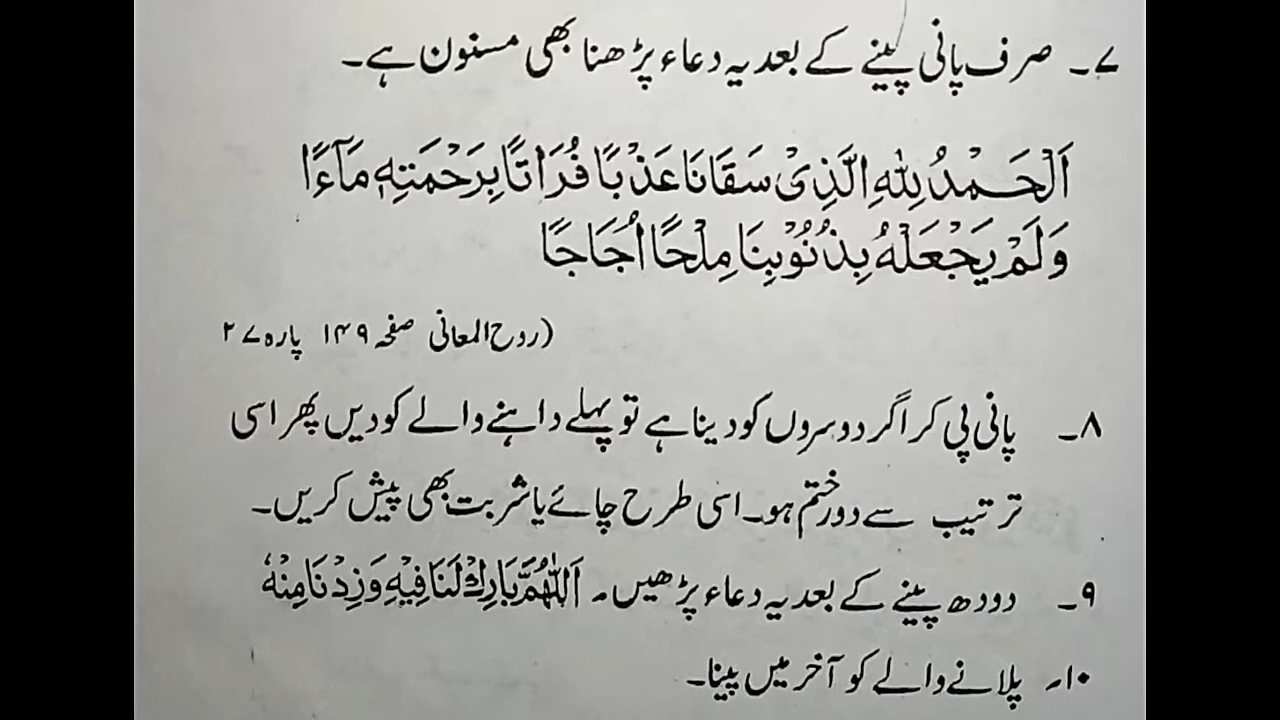 ۷۔ صرف پانی پینے کے بعد یہ دعاء پڑھنا بھی مسنون ہے۔
اَلْحَمْدُ لِلّٰهِ الَّذِیْ سَقَانَا عَذْبًا فُرَاتًا بِرَحْمَتِهٖ مَآءً
وَلَمْ یَجْعَلْهُ بِذُنُوْبِنَا مِلْحًا اُجَاجًا
(روح المعانی صفحہ ۱۴۹ پارہ ۲۷
۸۔ پانی پی کر اگر دوسروں کو دینا ہے تو پہلے داہنے والے کو دیں پھر اسی
ترتیب سے دور ختم ہو۔ اسی طرح چائے یا شربت بھی پیش کریں۔
۹۔ دودھ پینے کے بعد یہ دعاء پڑھیں۔ اَللّٰهُمَّ بَارِكْ لَنَا فِیْهِ وَزِدْنَا مِنْهُ
۱۰۔ پلانے والے کو آخر میں پینا۔